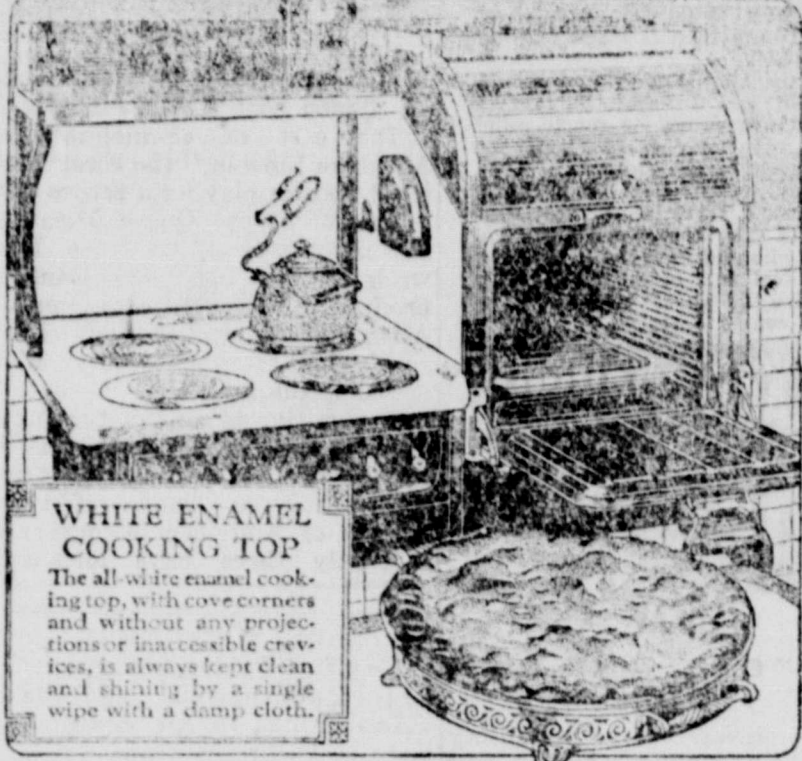 WHITE ENAMEL
COOKING TOP
The all-white enamel cook-
ing top, with cove corners
and without any projec-
tions or inaccessible crev-
ices, is always kept clean
and shining by a single
wipe with a damp cloth.